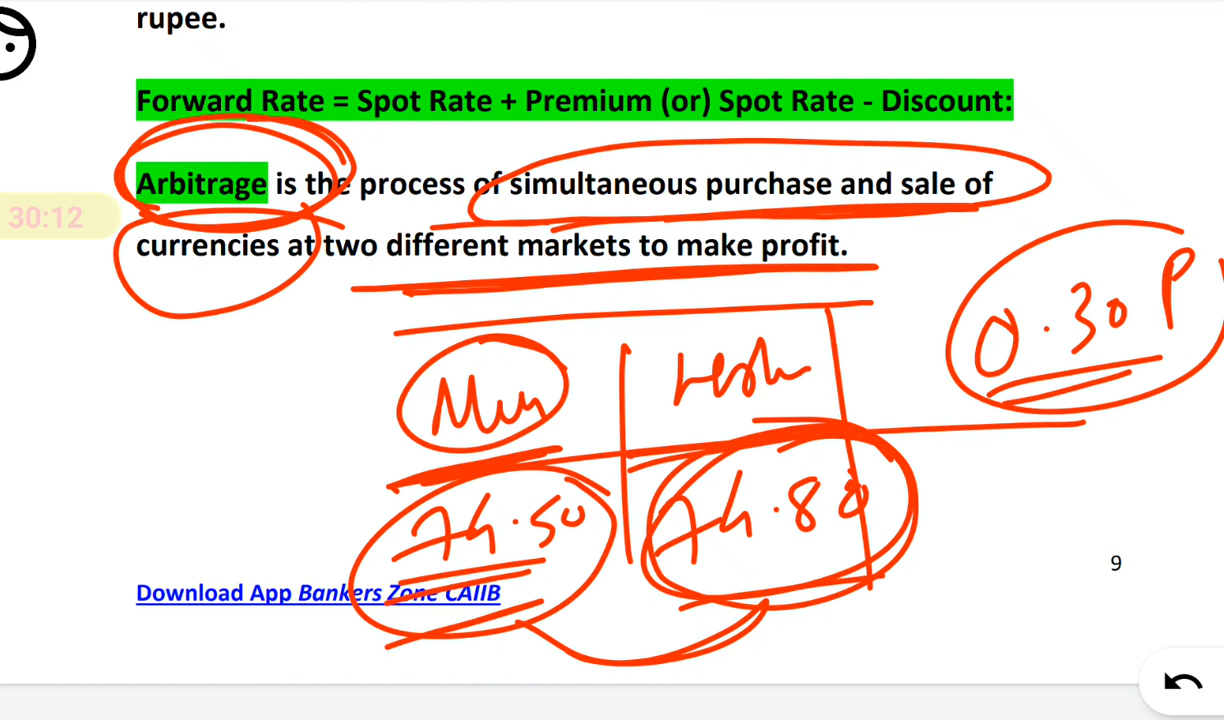 rupee.
Forward Rate = Spot Rate + Premium (or) Spot Rate - Discount:
Arbitrage is the process of simultaneous purchase and sale of
30:12
currencies at two different markets to make profit.
0.30 P
Mum
74.50
74.80
9
Download App Bankers Zone CAIIB